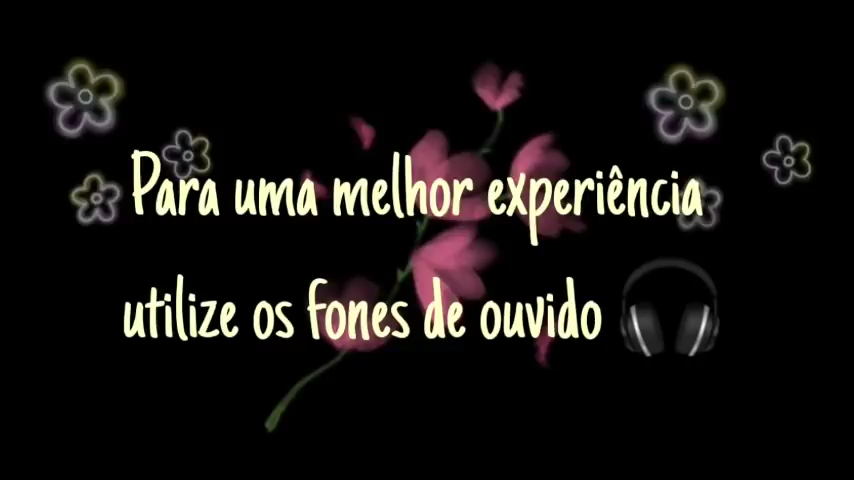 Para uma melhor experiência
utilize os fones de ouvido